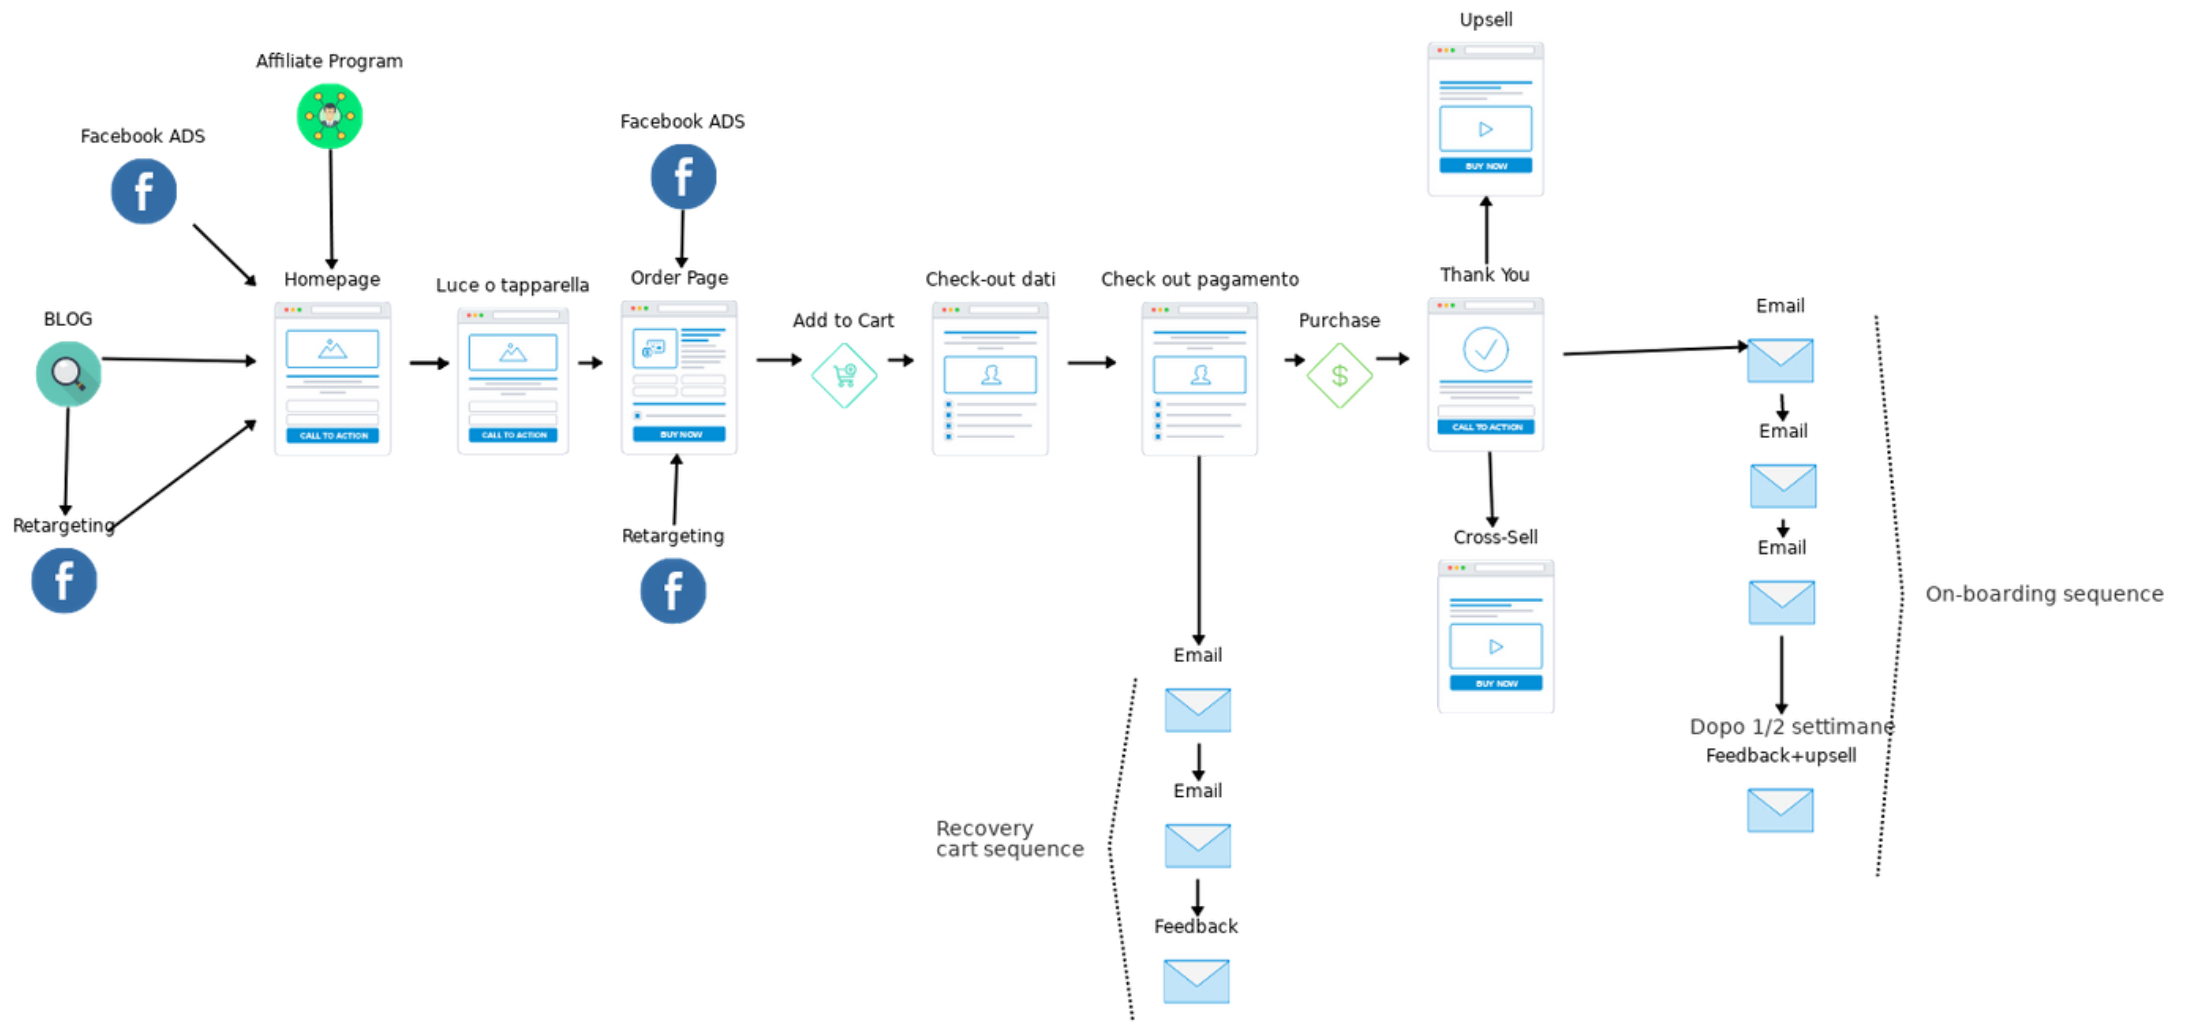 Upsell
BUY NOW
Affiliate Program
Facebook ADS
f
Facebook ADS
f
Homepage
CALL TO ACTION
Luce o tapparella
CALL TO ACTION
Order Page
BUY NOW
Add to Cart
Check-out dati
Check out pagamento
Purchase
$
Thank You
CALL TO ACTION
Email
BLOG
Email
Retargeting
f
Retargeting
f
Cross-Sell
BUY NOW
Email
On-boarding sequence
Email
Dopo 1/2 settimane
Feedback+upsell
Email
Recovery
cart sequence
Feedback